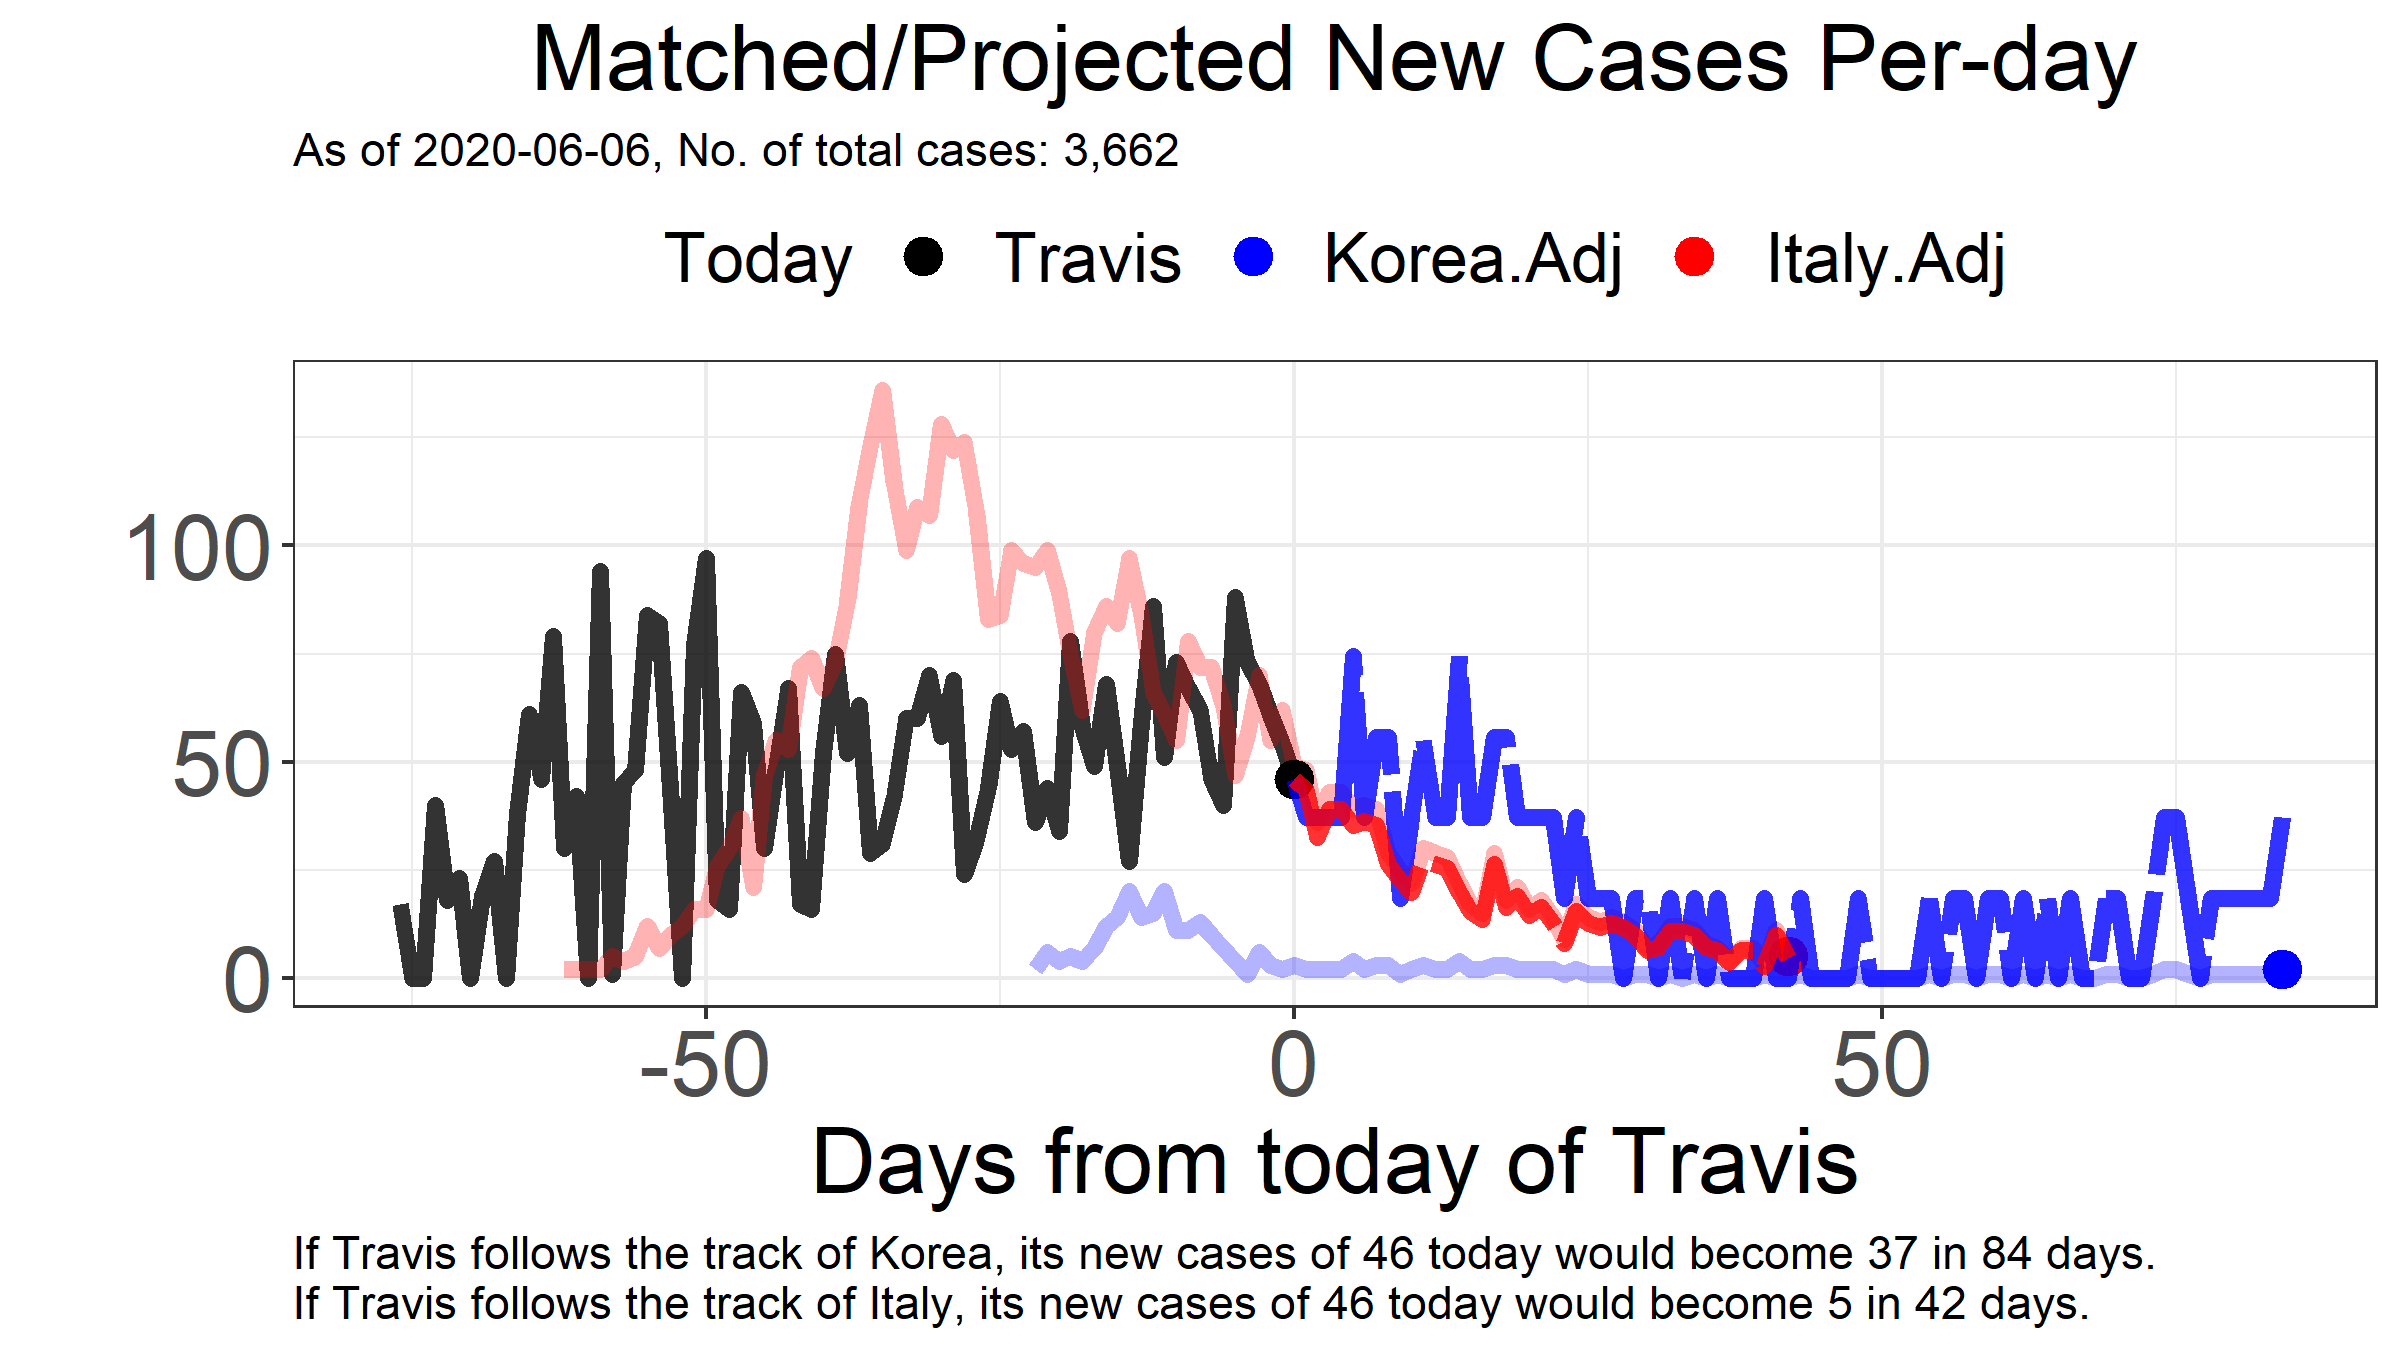 Matched/Projected New Cases Per-day
As of 2020-06-06, No. of total cases: 3,662
Today Travis Korea.Adj Italy.Adj
100
50
0
-50 0 50
Days from today of Travis
If Travis follows the track of Korea, its new cases of 46 today would become 37 in 84 days.
If Travis follows the track of Italy, its new cases of 46 today would become 5 in 42 days.